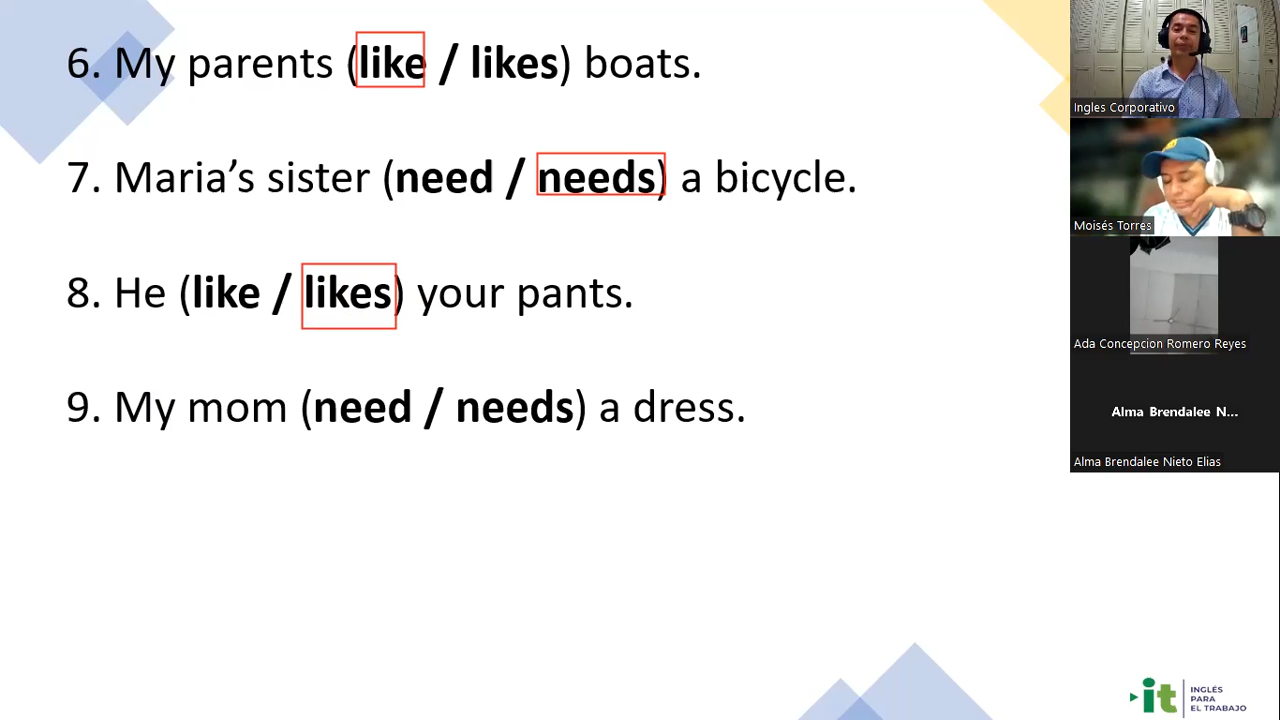 6. My parents (like / likes) boats.
7. Maria’s sister (need / needs) a bicycle.
8. He (like / likes) your pants.
9. My mom (need / needs) a dress.
Ingles Corporativo
Moisés Torres
Ada Concepcion Romero Reyes
Alma Brendalee N...
Alma Brendalee Nieto Elias
it
INGLÉS
PARA
EL TRABAJO